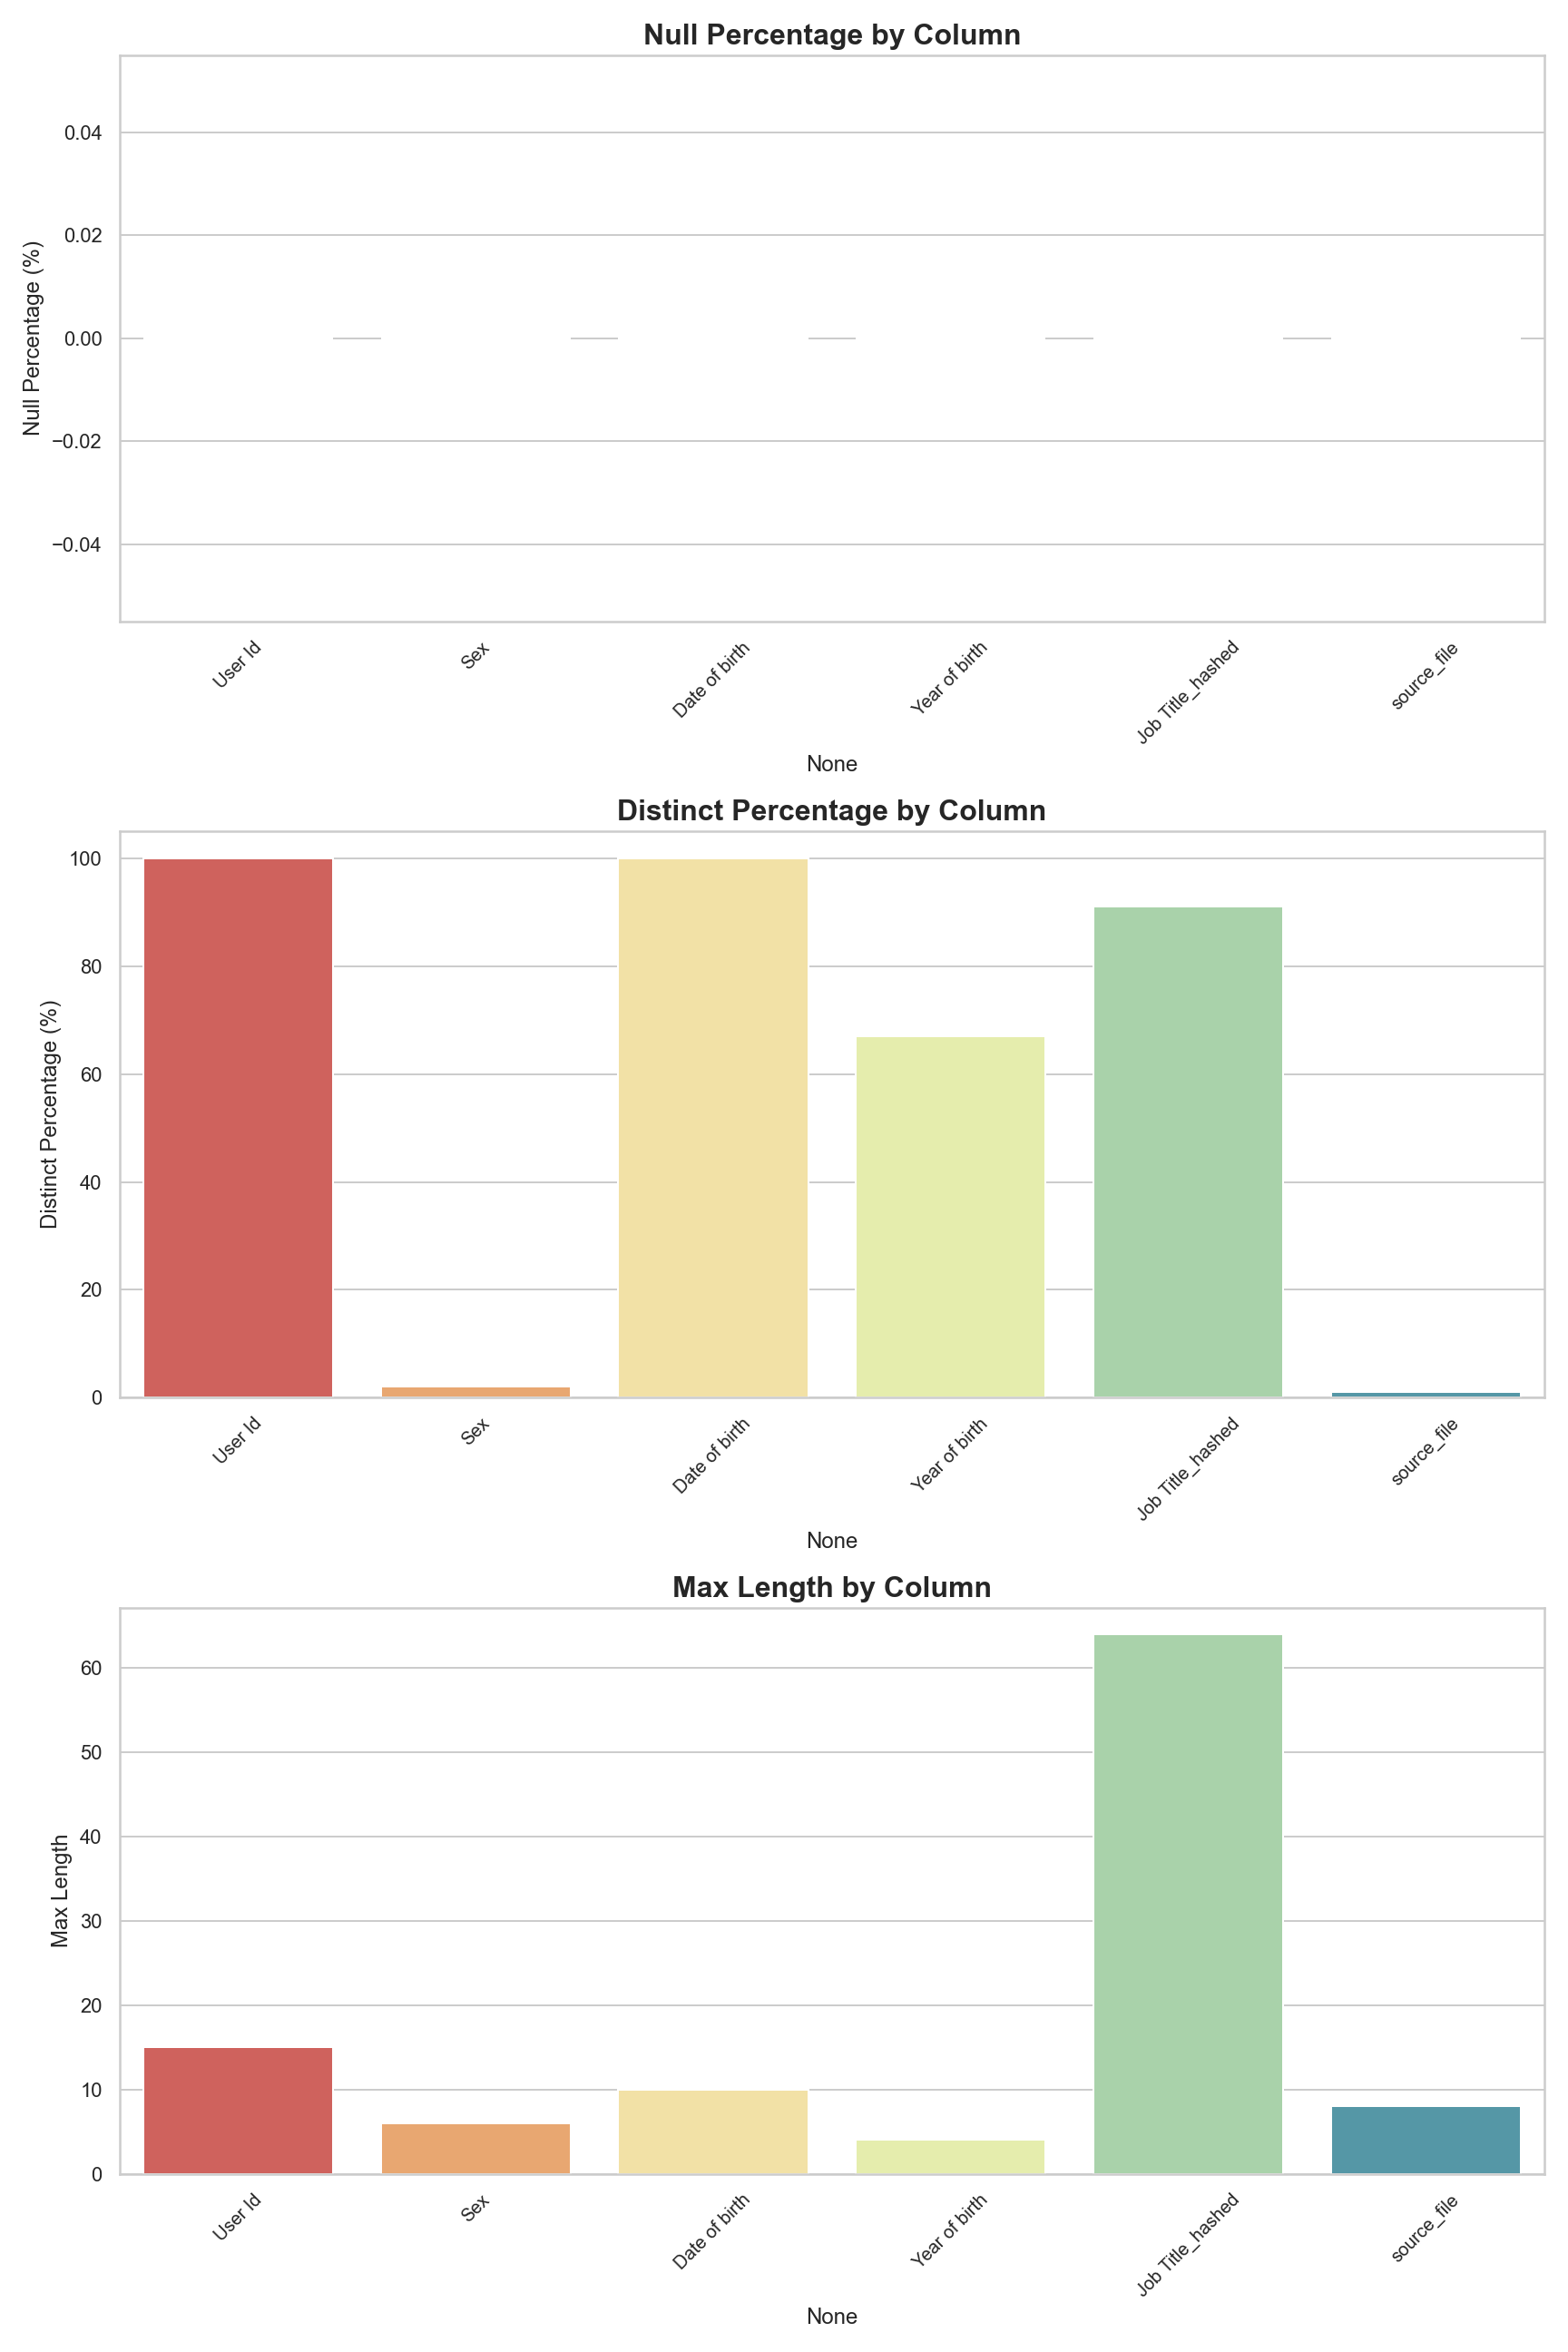 Null Percentage by Column
Null Percentage (%)
0.04
0.02
0.00
−0.02
−0.04
User Id
Sex
Date of birth
Year of birth
Job Title_hashed
source_file
None
Distinct Percentage by Column
Distinct Percentage (%)
100
80
60
40
20
0
User Id
Sex
Date of birth
Year of birth
Job Title_hashed
source_file
None
Max Length by Column
Max Length
60
50
40
30
20
10
0
User Id
Sex
Date of birth
Year of birth
Job Title_hashed
source_file
None